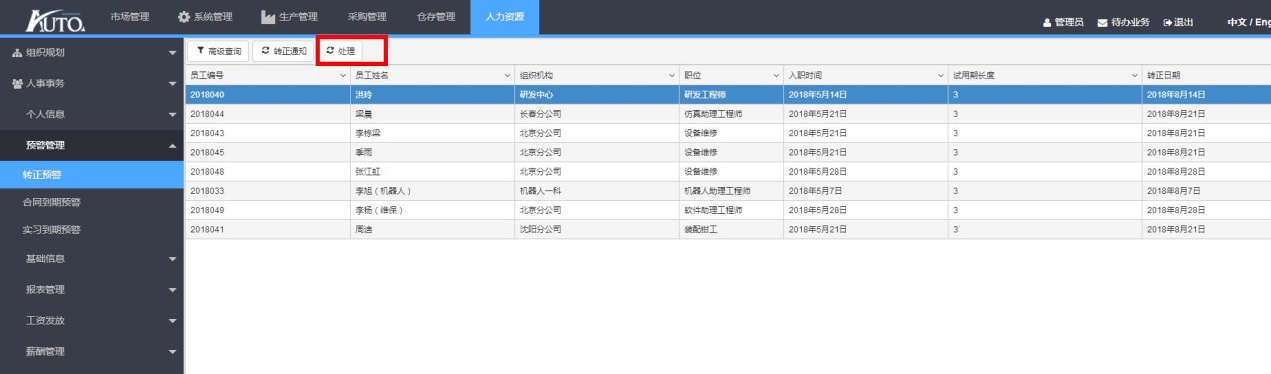 AUTO.
市场管理 系统管理 生产管理 采购管理 仓存管理 人力资源
管理员 待办业务 退出 中文 / Eng
组织规划
人事事务
个人信息
预警管理
转正预警
合同到期预警
实习到期预警
基础信息
报表管理
工资发放
薪酬管理
高级查询 转正通知 处理
员工编号 员工姓名 组织机构 职位 入职时间 试用期长度 转正日期
2018040 洪玲 研发中心 研发工程师 2018年5月14日 3 2018年8月14日
2018044 梁晨 长春分公司 仿真助理工程师 2018年5月21日 3 2018年8月21日
2018043 李栋梁 北京分公司 设备维修 2018年5月21日 3 2018年8月21日
2018045 季雨 北京分公司 设备维修 2018年5月21日 3 2018年8月21日
2018048 张江虹 北京分公司 设备维修 2018年5月28日 3 2018年8月28日
2018033 李旭（机器人） 机器人一科 机器人助理工程师 2018年5月7日 3 2018年8月7日
2018049 李杨（维保） 北京分公司 软件助理工程师 2018年5月28日 3 2018年8月28日
2018041 周迪 沈阳分公司 装配钳工 2018年5月21日 3 2018年8月21日